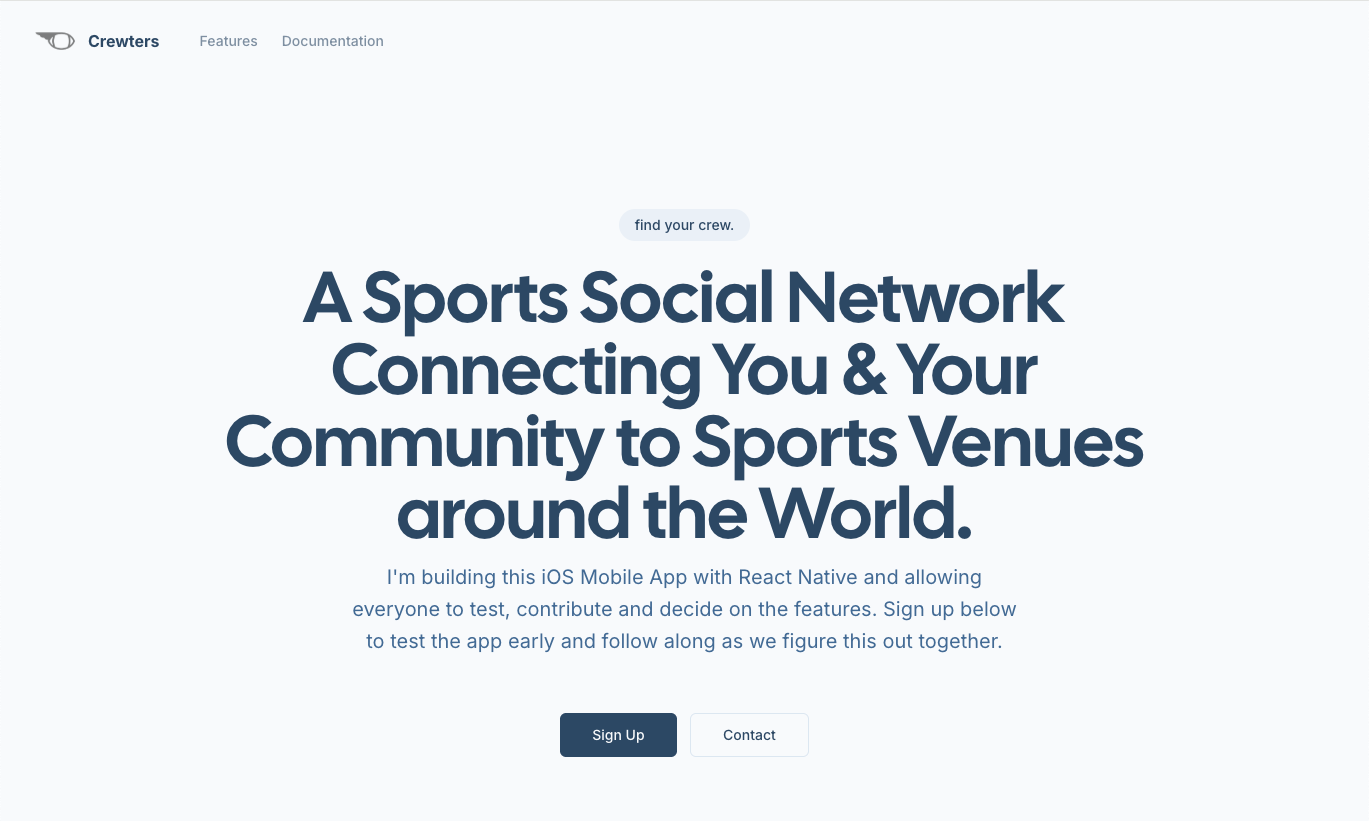 Crewters
Features
Documentation
find your crew.
A Sports Social Network
Connecting You & Your
Community to Sports Venues
around the World.
I'm building this iOS Mobile App with React Native and allowing
everyone to test, contribute and decide on the features. Sign up below
to test the app early and follow along as we figure this out together.
Sign Up
Contact